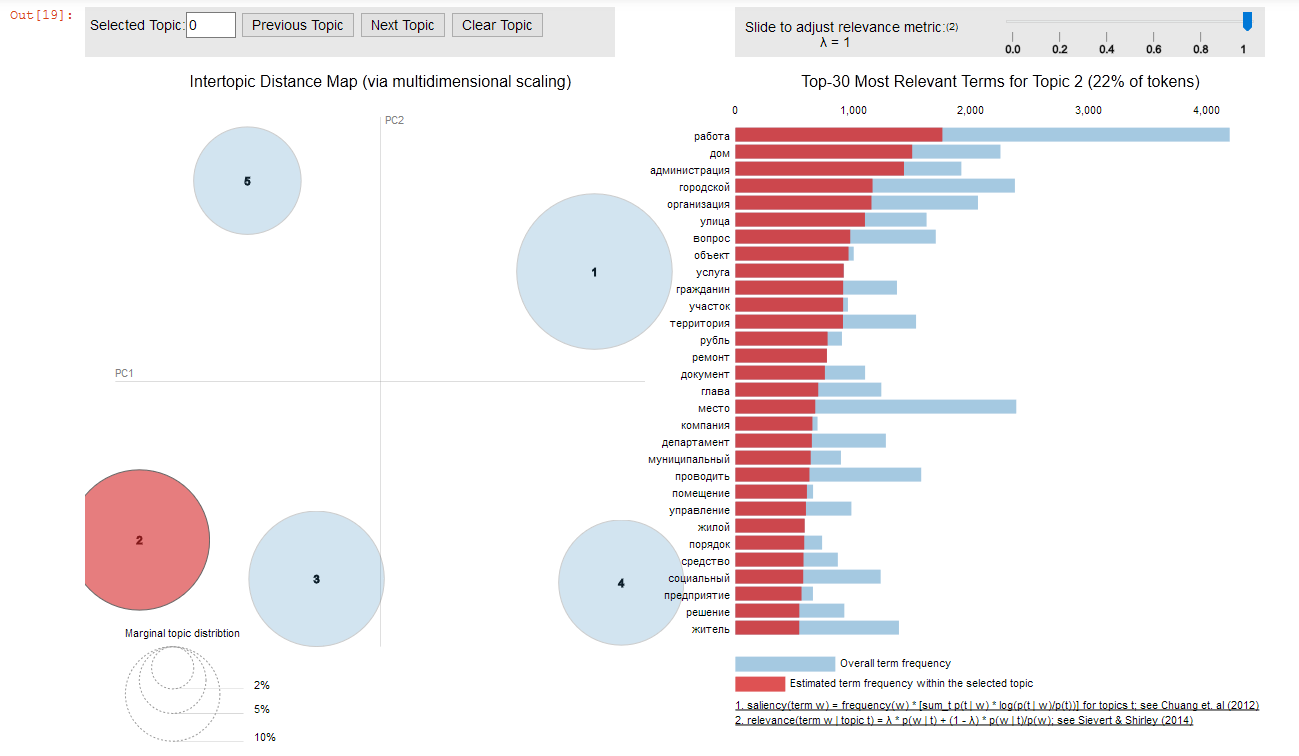 Out[19]:
Selected Topic: 0 Previous Topic Next Topic Clear Topic
Slide to adjust relevance metric:(2)
λ = 1
0.0 0.2 0.4 0.6 0.8 1
Intertopic Distance Map (via multidimensional scaling)
PC2
5
1
PC1
2
3
4
Marginal topic distribtion
2%
5%
10%
Top-30 Most Relevant Terms for Topic 2 (22% of tokens)
0 1,000 2,000 3,000 4,000
работа
дом
администрация
городской
организация
улица
вопрос
объект
услуга
гражданин
участок
территория
рубль
ремонт
документ
глава
место
компания
департамент
муниципальный
проводить
помещение
управление
жилой
порядок
средство
социальный
предприятие
решение
житель
Overall term frequency
Estimated term frequency within the selected topic
1. saliency(term w) = frequency(w) * [sum_t p(t | w) * log(p(t | w)/p(t))] for topics t; see Chuang et. al (2012)
2. relevance(term w | topic t) = λ * p(w | t) + (1 - λ) * p(w | t)/p(w); see Sievert & Shirley (2014)